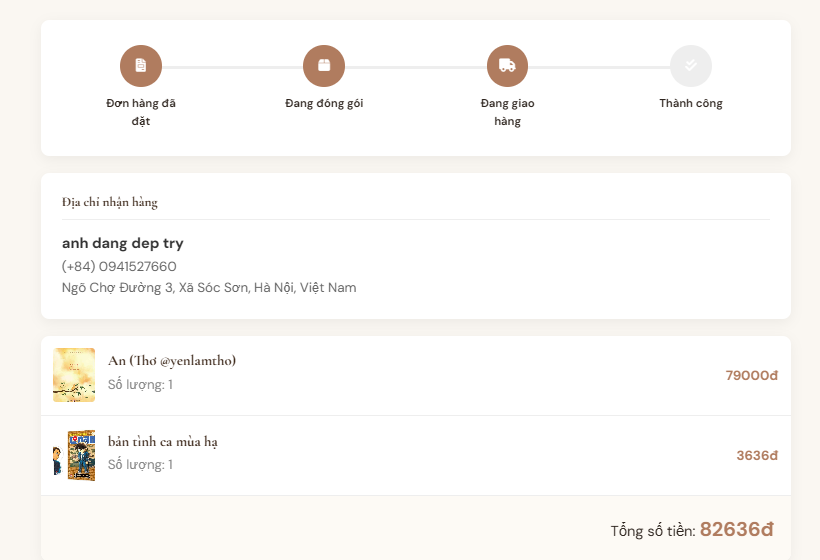 Đơn hàng đã
đặt
Đang đóng gói
Đang giao
hàng
Thành công
Địa chỉ nhận hàng
anh dang dep try
(+84) 0941527660
Ngõ Chợ Đường 3, Xã Sóc Sơn, Hà Nội, Việt Nam
An (Thơ @yenlamtho)
Số lượng: 1
79000đ
bản tình ca mùa hạ
Số lượng: 1
3636đ
Tổng số tiền: 82636đ